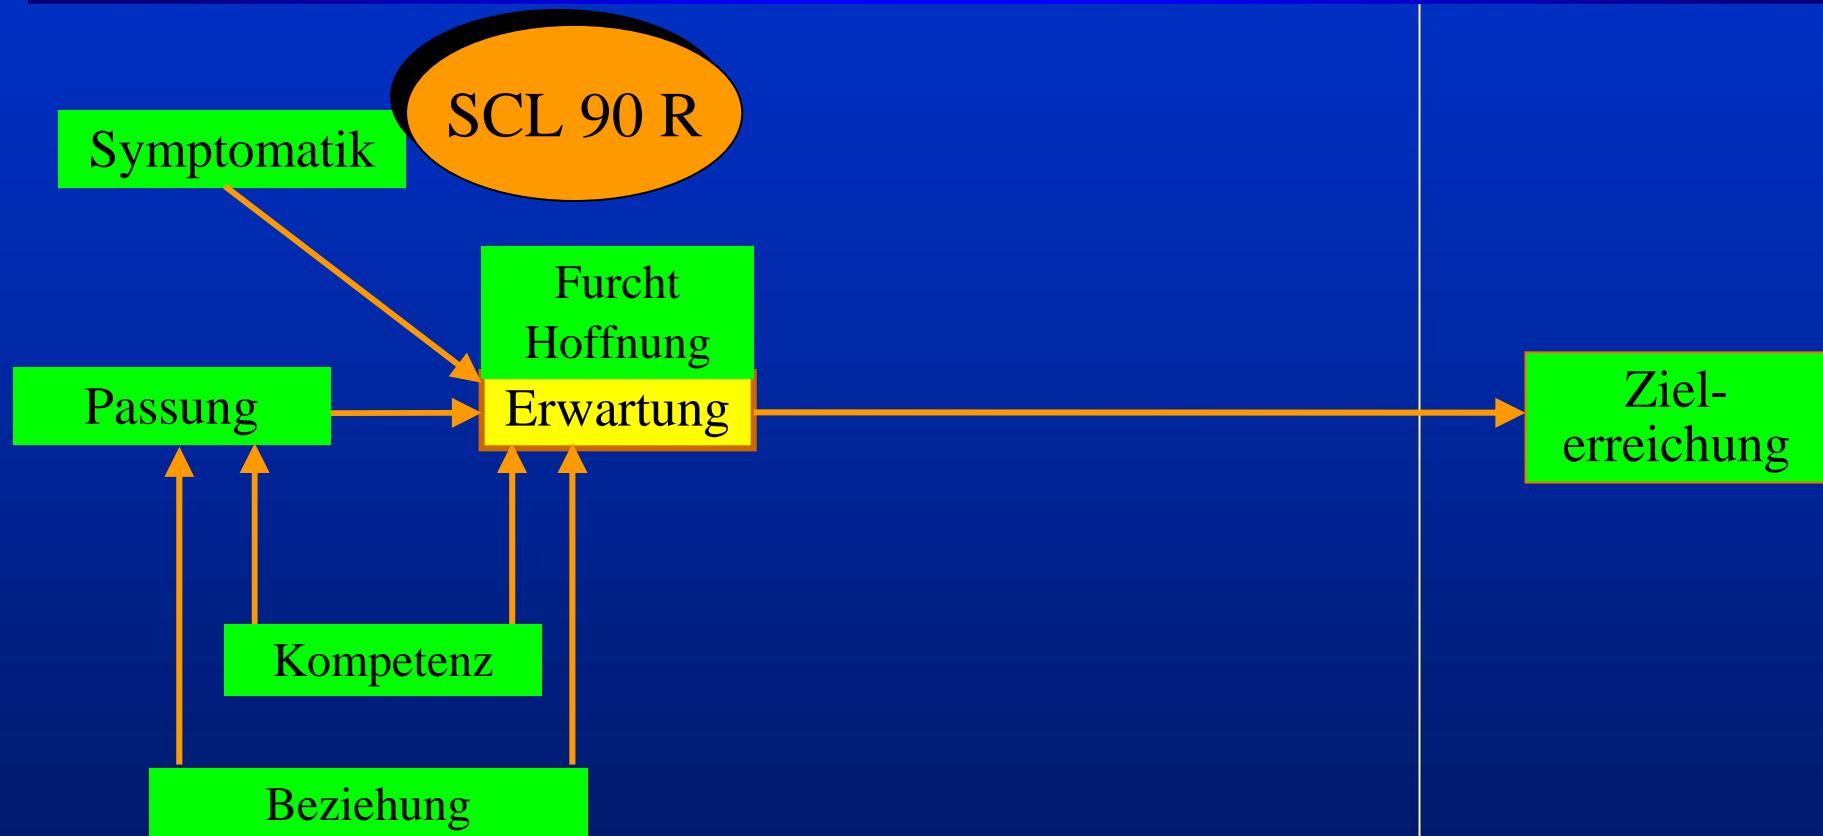 SCL 90 R
Symptomatik
Furcht
Hoffnung
Passung
Erwartung
Ziel-
erreichung
Kompetenz
Beziehung